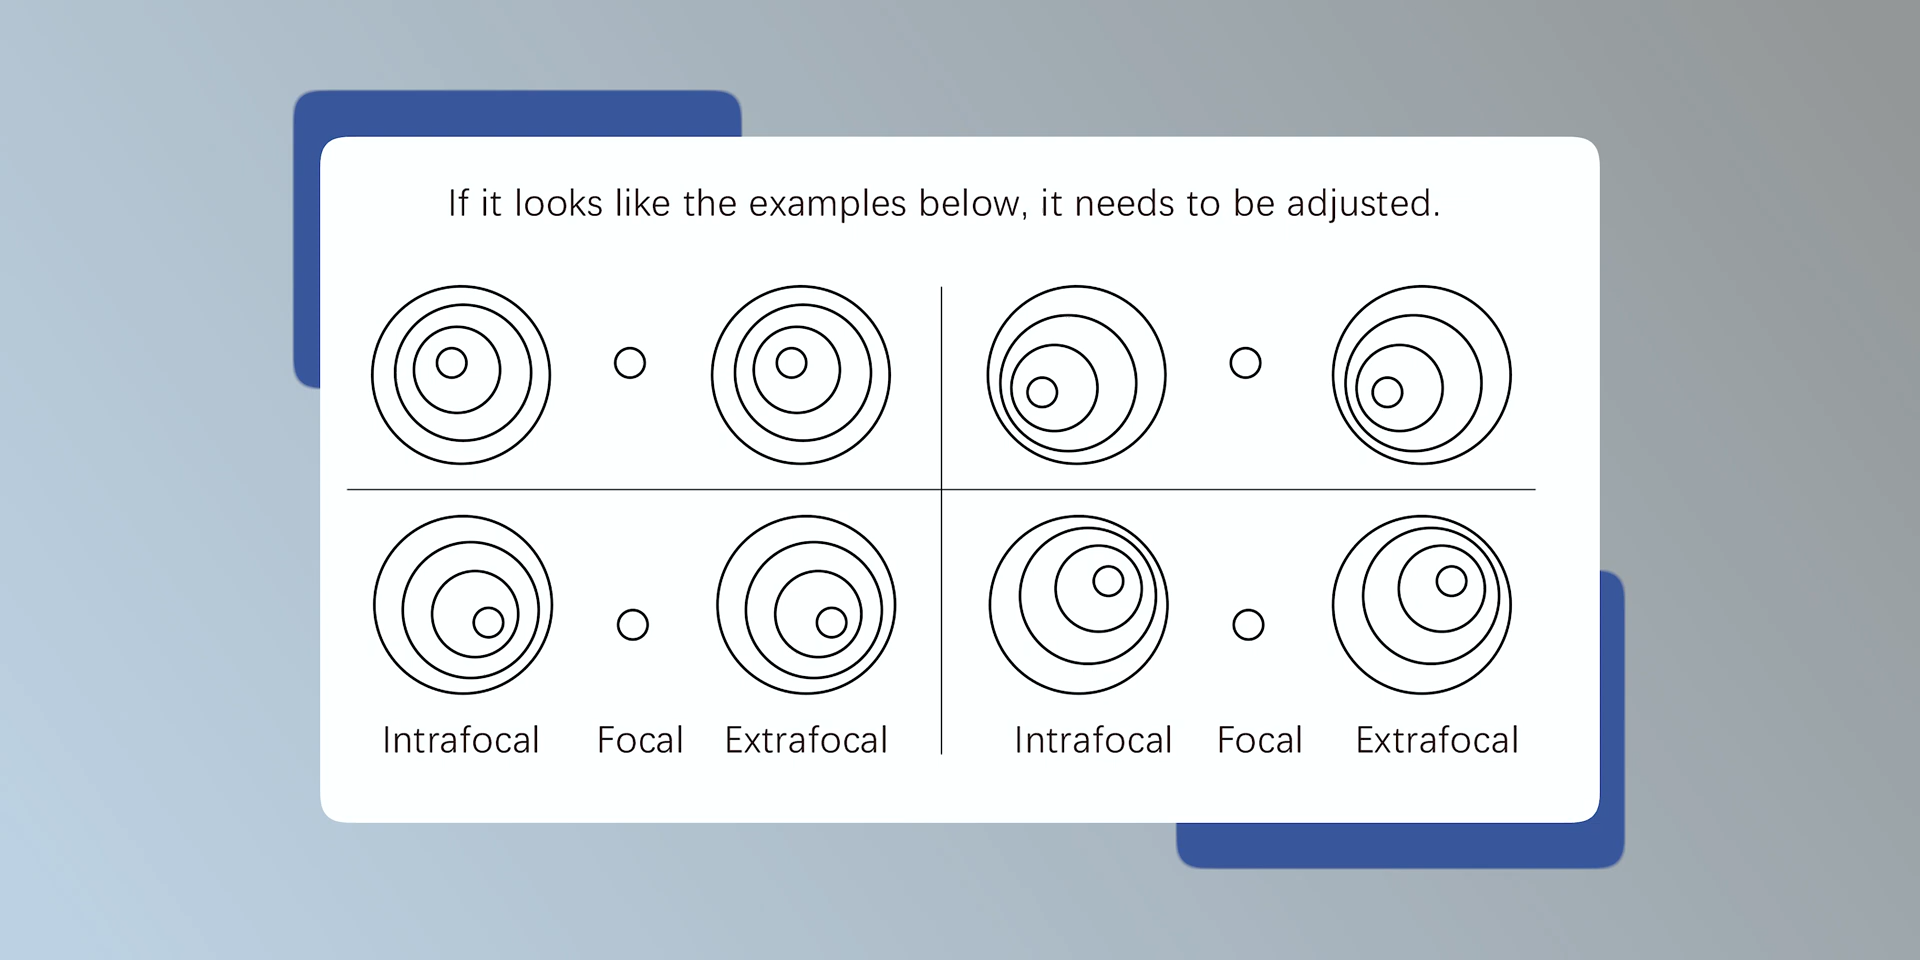 If it looks like the examples below, it needs to be adjusted.
Intrafocal Focal Extrafocal Intrafocal Focal Extrafocal